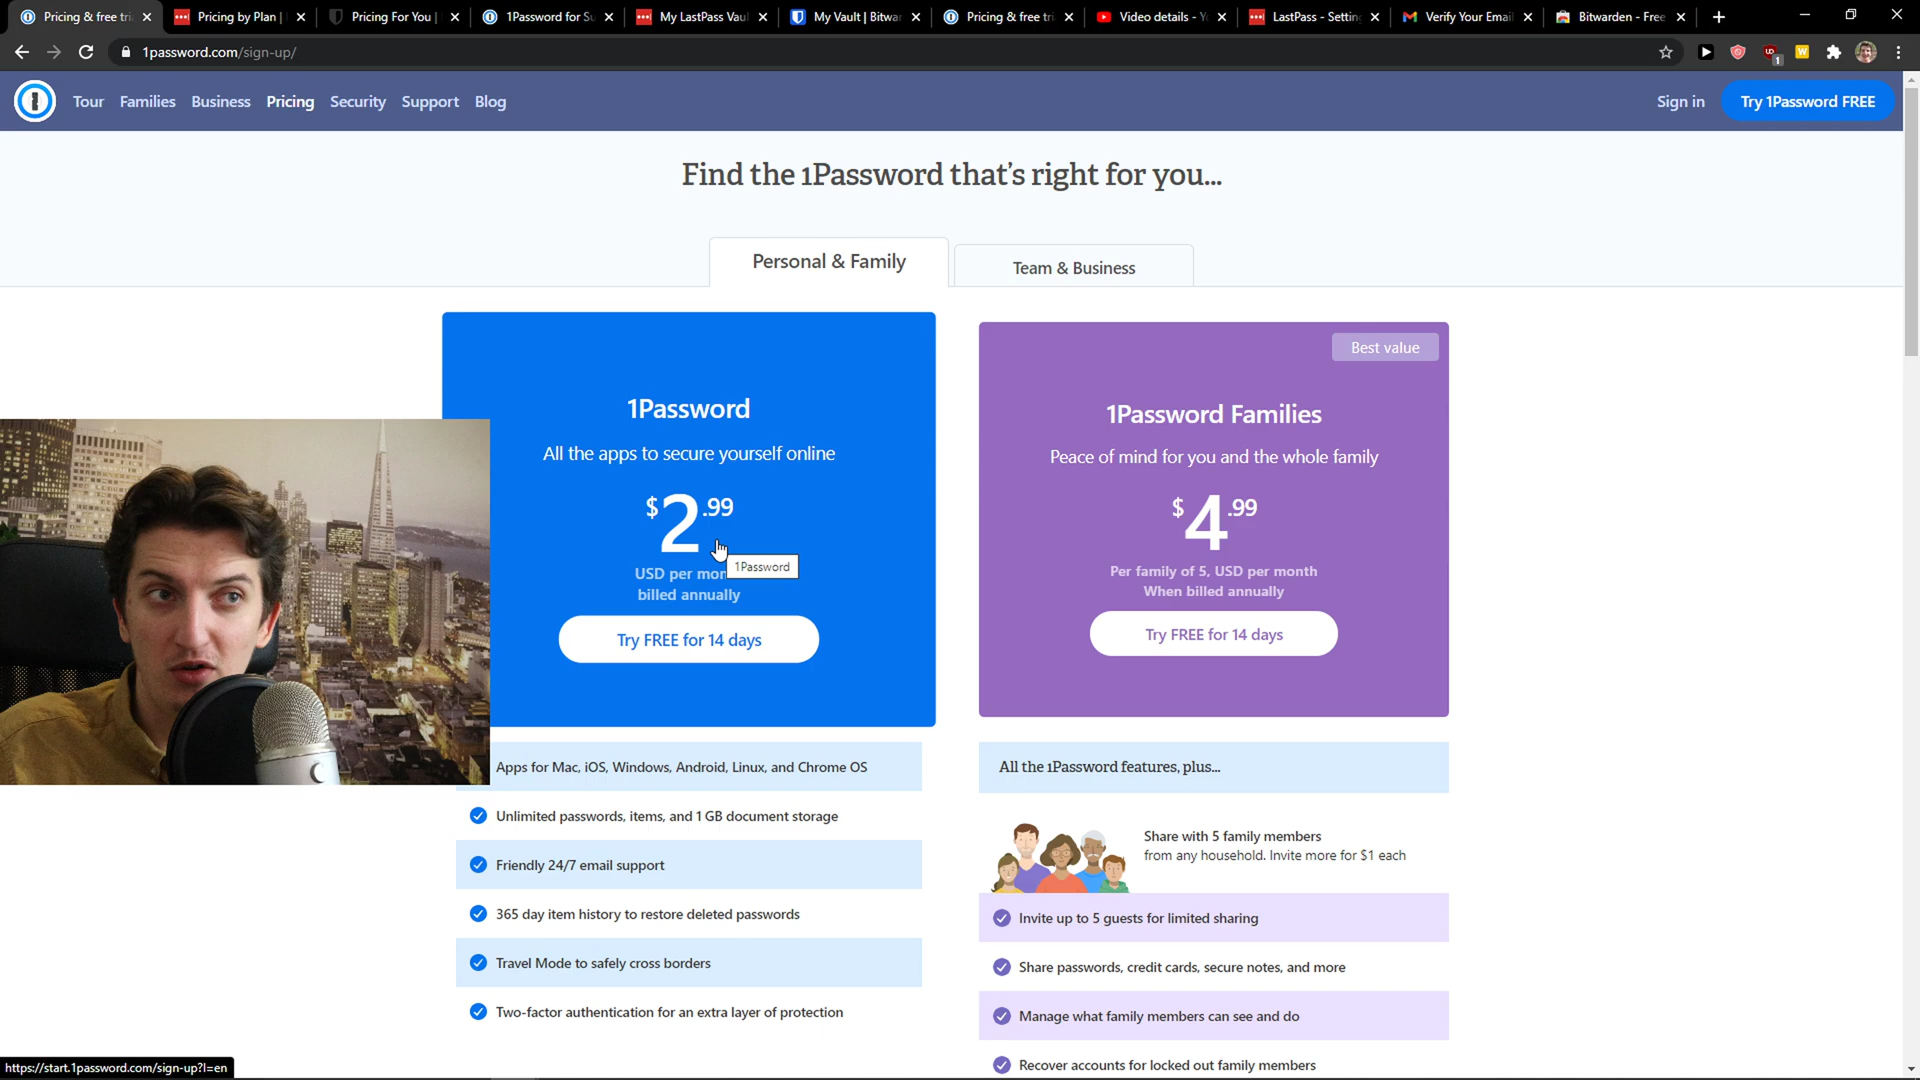 Pricing & free tri
Pricing by Plan |
Pricing For You |
1Password for Su
My LastPass Vau
My Vault | Bitwar
Pricing & free tri
Video details - Y
LastPass - Settin
Verify Your Email
Bitwarden - Free
1password.com/sign-up/
Tour
Families
Business
Pricing
Security
Support
Blog
Sign in
Try 1Password FREE
Find the 1Password that's right for you...
Personal & Family
Team & Business
1Password
All the apps to secure yourself online
$2.99
USD per mon
billed annually
1Password
Try FREE for 14 days
Best value
1Password Families
Peace of mind for you and the whole family
$4.99
Per family of 5, USD per month
When billed annually
Try FREE for 14 days
Apps for Mac, iOS, Windows, Android, Linux, and Chrome OS
Unlimited passwords, items, and 1 GB document storage
Friendly 24/7 email support
365 day item history to restore deleted passwords
Travel Mode to safely cross borders
Two-factor authentication for an extra layer of protection
All the 1Password features, plus...
Share with 5 family members
from any household. Invite more for $1 each
Invite up to 5 guests for limited sharing
Share passwords, credit cards, secure notes, and more
Manage what family members can see and do
Recover accounts for locked out family members
https://start.1password.com/sign-up?l=en